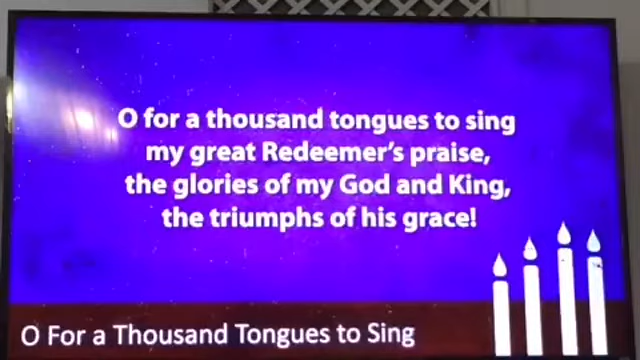 O for a thousand tongues to sing
my great Redeemer's praise,
the glories of my God and King,
the triumphs of his grace!
O For a Thousand Tongues to Sing